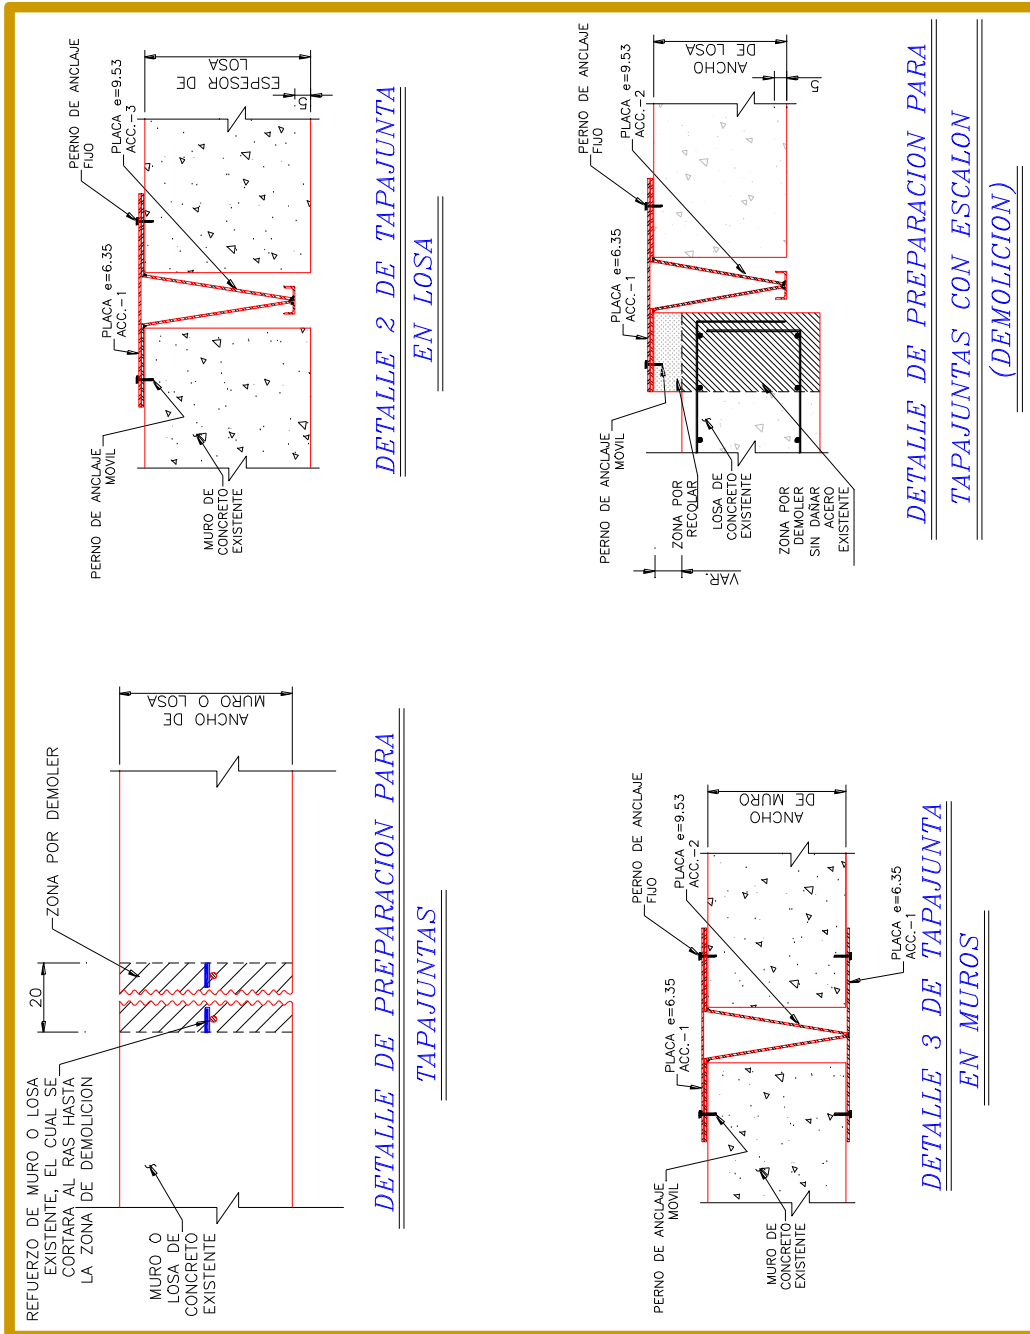 REFUERZO DE MURO O LOSA
EXISTENTE, EL CUAL SE
CORTARA AL RAS HASTA
LA ZONA DE DEMOLICION
20
ZONA POR DEMOLER
ANCHO DE
MURO O LOSA
MURO O
LOSA DE
CONCRETO
EXISTENTE
DETALLE DE PREPARACION PARA
TAPAJUNTAS
PERNO DE ANCLAJE
MOVIL
PLACA e=6.35
ACC.-1
PERNO DE ANCLAJE
FIJO
PLACA e=9.53
ACC.-3
ESPESOR DE
LOSA
5
MURO DE
CONCRETO
EXISTENTE
DETALLE 2 DE TAPAJUNTA
EN LOSA
PERNO DE ANCLAJE
MOVIL
PLACA e=6.35
ACC.-1
PERNO DE ANCLAJE
FIJO
PLACA e=9.53
ACC.-2
ANCHO
DE MURO
MURO DE
CONCRETO
EXISTENTE
PLACA e=6.35
ACC.-1
DETALLE 3 DE TAPAJUNTA
EN MUROS
PERNO DE ANCLAJE
MOVIL
PLACA e=6.35
ACC.-1
PERNO DE ANCLAJE
FIJO
PLACA e=9.53
ACC.-2
ANCHO
DE LOSA
5
VAR.
ZONA POR
RECOLAR
LOSA DE
CONCRETO
EXISTENTE
ZONA POR
DEMOLER
SIN DAÑAR
ACERO
EXISTENTE
DETALLE DE PREPARACION PARA
TAPAJUNTAS CON ESCALON
(DEMOLICION)